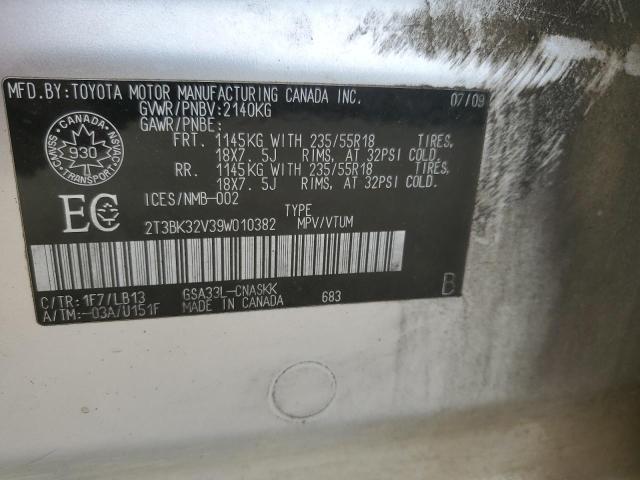 MFD.BY:TOYOTA MOTOR MANUFACTURING CANADA INC. 07/09
GVWR/PNBV:2140KG
GAWR/PNBE:
FRT. 1145KG WITH 235/55R18 TIRES,
18X7.5J RIMS, AT 32PSI COLD.
RR. 1145KG WITH 235/55R18 TIRES,
18X7.5J RIMS, AT 32PSI COLD.
CANADA
CMVSS NSVAC
930
TRANSPORT
EC
ICES/NMB-002
TYPE
2T3BK32V39W010382 MPV/VTUM
C/TR:1F7/LB13 GSA33L-CNASKK 683 B
A/TM:-03A/U151F MADE IN CANADA